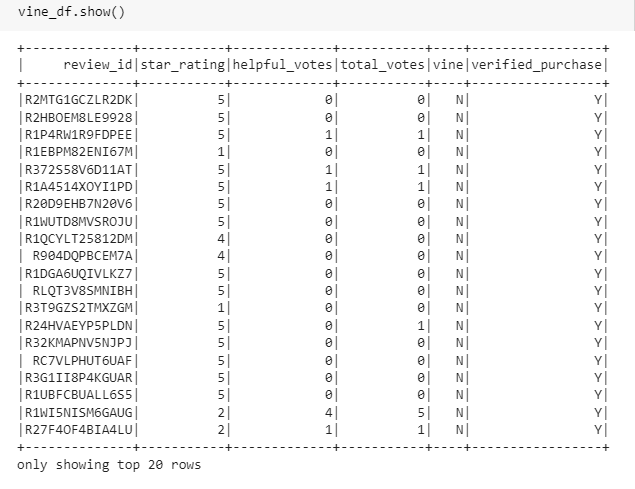 vine_df.show()
+--------------+-----------+-------------+-----------+----+-----------------+
|     review_id|star_rating|helpful_votes|total_votes|vine|verified_purchase|
+--------------+-----------+-------------+-----------+----+-----------------+
|R2MTG1GCZLR2DK|          5|            0|          0|   N|                Y|
|R2HBOEM8LE9928|          5|            0|          0|   N|                Y|
|R1P4RW1R9FDPEE|          5|            1|          1|   N|                Y|
|R1EBPM82ENI67M|          1|            0|          0|   N|                Y|
|R372S58V6D11AT|          5|            1|          1|   N|                Y|
|R1A4514XOYI1PD|          5|            1|          1|   N|                Y|
|R20D9EHB7N20V6|          5|            0|          0|   N|                Y|
|R1WUTD8MVSROJU|          5|            0|          0|   N|                Y|
|R1QCYLT25812DM|          4|            0|          0|   N|                Y|
| R904DQPBCEM7A|          4|            0|          0|   N|                Y|
|R1DGA6UQIVLKZ7|          5|            0|          0|   N|                Y|
| RLQT3V8SMNIBH|          5|            0|          0|   N|                Y|
|R3T9GZS2TMXZGM|          1|            0|          0|   N|                Y|
|R24HVAEYP5PLDN|          5|            0|          1|   N|                Y|
|R32KMAPNV5NJPJ|          5|            0|          0|   N|                Y|
| RC7VLPHUT6UAF|          5|            0|          0|   N|                Y|
|R3G1II8P4KGUAR|          5|            0|          0|   N|                Y|
|R1UBFCBUALL6S5|          5|            0|          0|   N|                Y|
|R1WI5NISM6GAUG|          2|            4|          5|   N|                Y|
|R27F4OF4BIA4LU|          2|            1|          1|   N|                Y|
+--------------+-----------+-------------+-----------+----+-----------------+
only showing top 20 rows